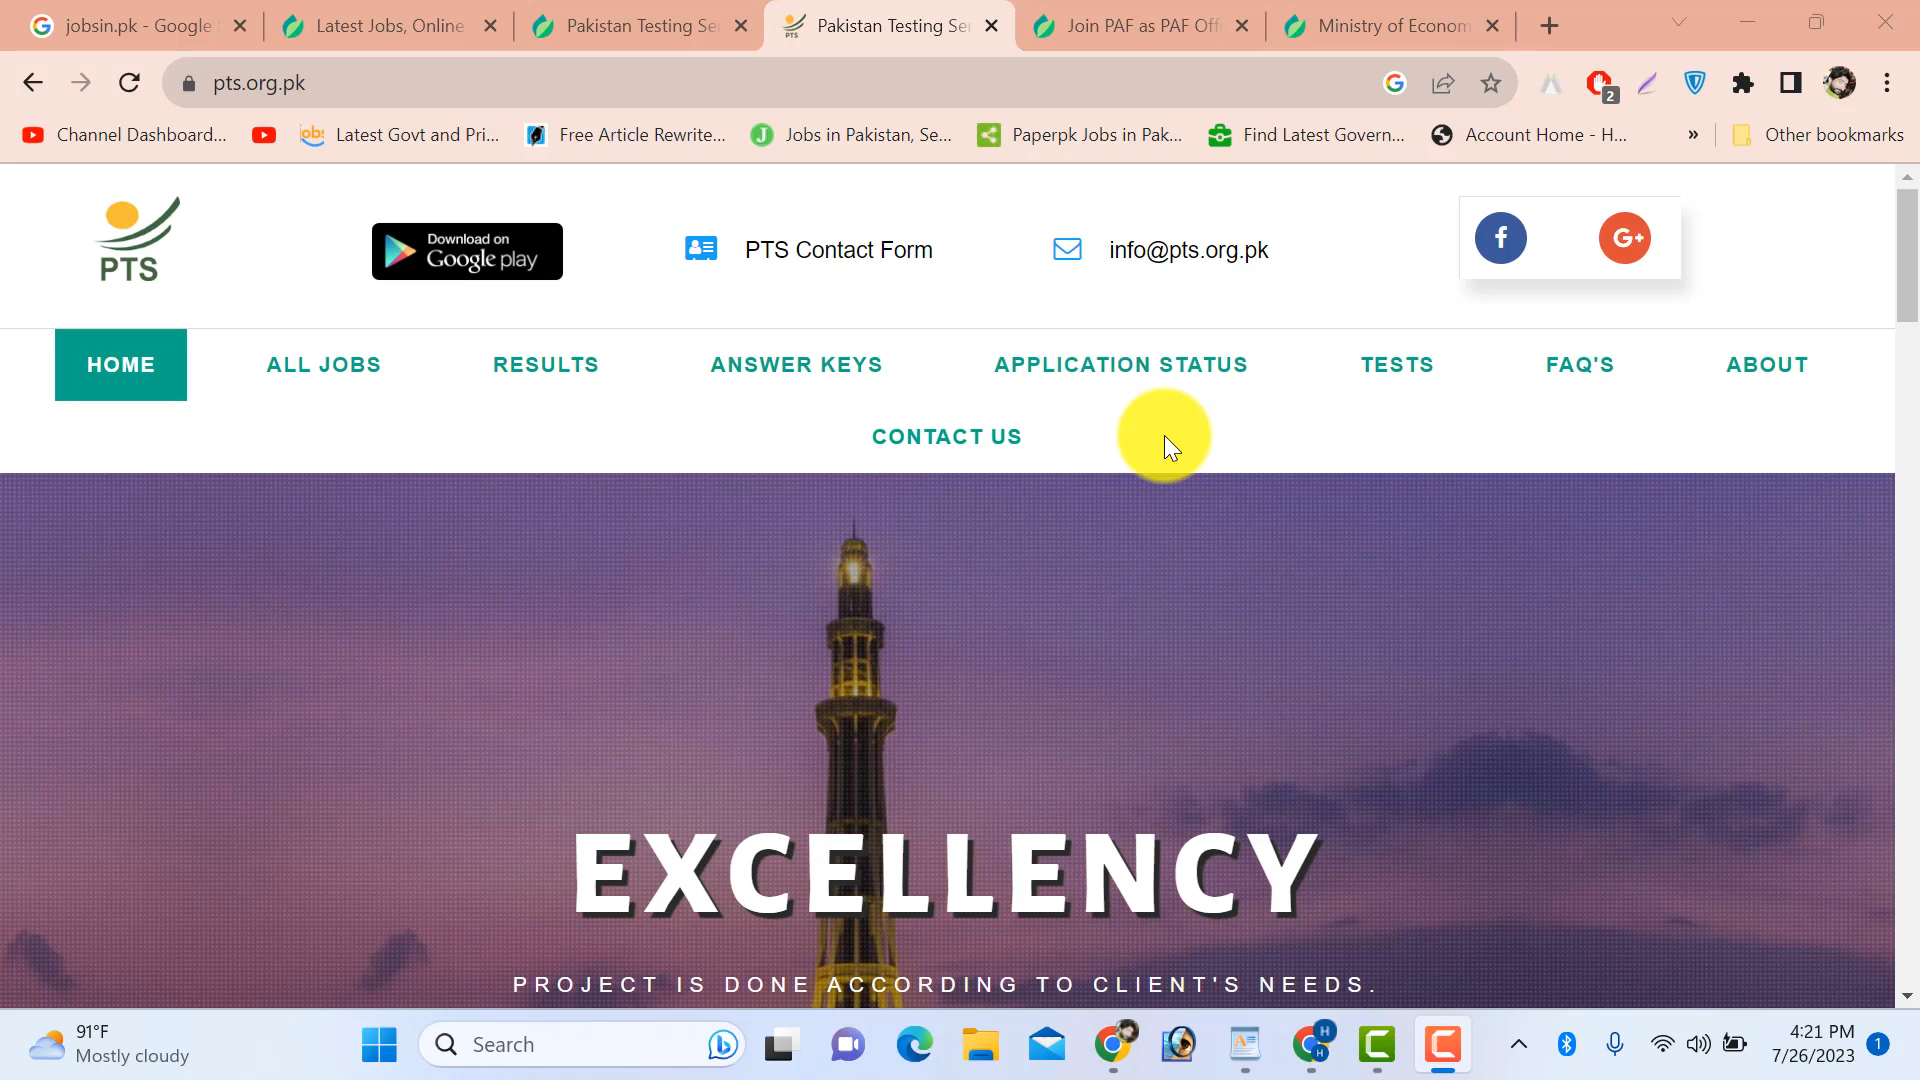 jobsin.pk - Google
Latest Jobs, Online
Pakistan Testing Ser
Pakistan Testing Ser
Join PAF as PAF Off
Ministry of Econom
pts.org.pk
2
Channel Dashboard...
Latest Govt and Pri...
Free Article Rewrite...
Jobs in Pakistan, Se...
Paperpk Jobs in Pak...
Find Latest Govern...
Account Home - H...
»
Other bookmarks
PTS
Download on
Google play
PTS Contact Form
info@pts.org.pk
f
G+
HOME
ALL JOBS
RESULTS
ANSWER KEYS
APPLICATION STATUS
TESTS
FAQ'S
ABOUT
CONTACT US
EXCELLENCY
PROJECT IS DONE ACCORDING TO CLIENT'S NEEDS.
91°F
Mostly cloudy
Search
4:21 PM
7/26/2023
1